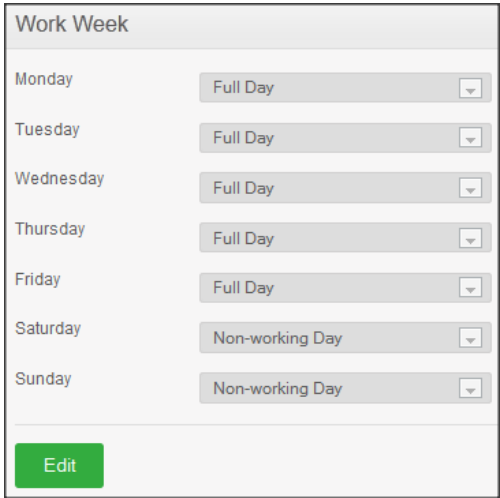 Work Week
Monday Full Day
Tuesday Full Day
Wednesday Full Day
Thursday Full Day
Friday Full Day
Saturday Non-working Day
Sunday Non-working Day
Edit